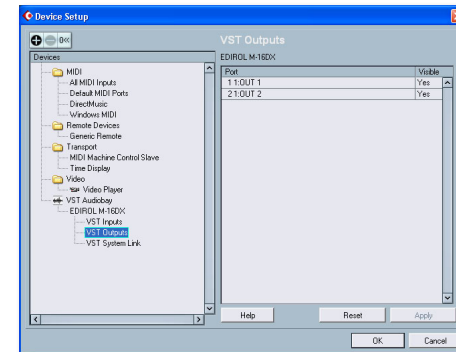 Device Setup
VST Outputs
Devices
EDIROL M-16DX
MIDI
All MIDI Inputs
Default MIDI Ports
DirectMusic
Windows MIDI
Remote Devices
Generic Remote
Transport
MIDI Machine Control Slave
Time Display
Video
Video Player
VST Audiobay
EDIROL M-16DX
VST Inputs
VST Outputs
VST System Link
Port Visible
1 1:OUT 1 Yes
2 1:OUT 2 Yes
Help Reset Apply
OK Cancel